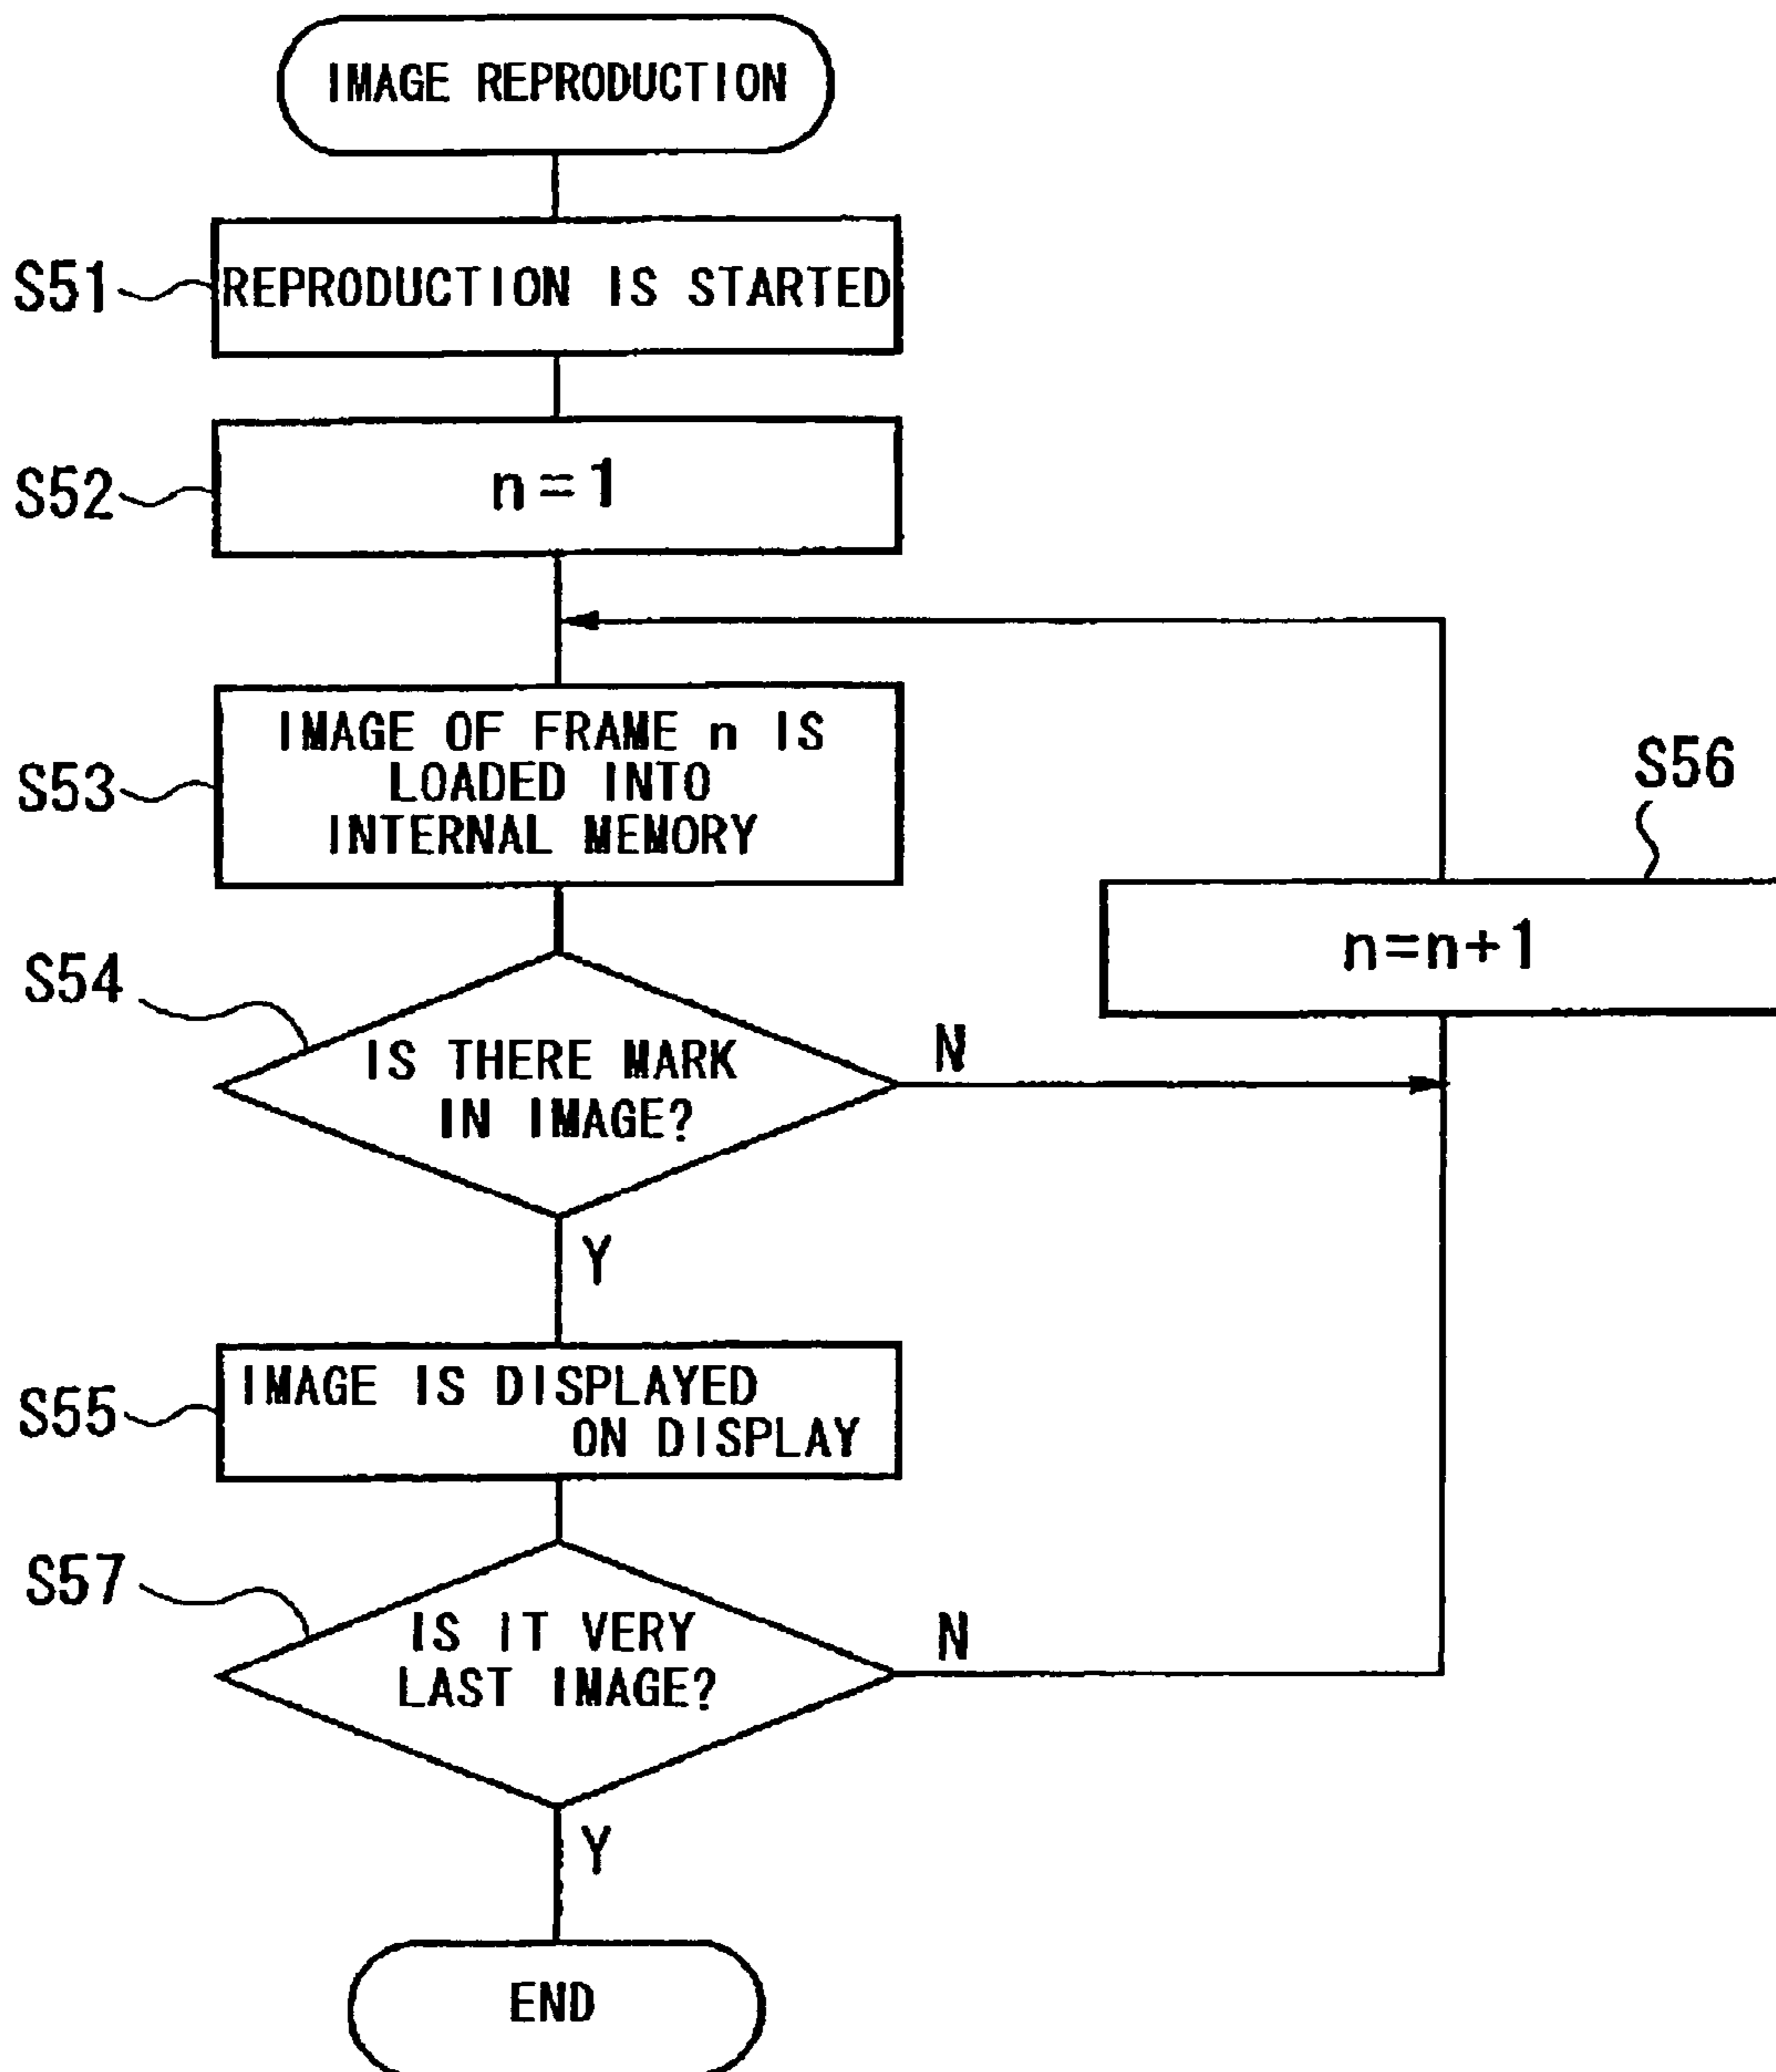 IMAGE REPRODUCTION
S51
REPRODUCTION IS STARTED
S52
n=1
S53
IMAGE OF FRAME n IS
LOADED INTO
INTERNAL MEMORY
S56
n=n+1
S54
IS THERE MARK
IN IMAGE?
N
Y
S55
IMAGE IS DISPLAYED
ON DISPLAY
S57
IS IT VERY
LAST IMAGE?
N
Y
END